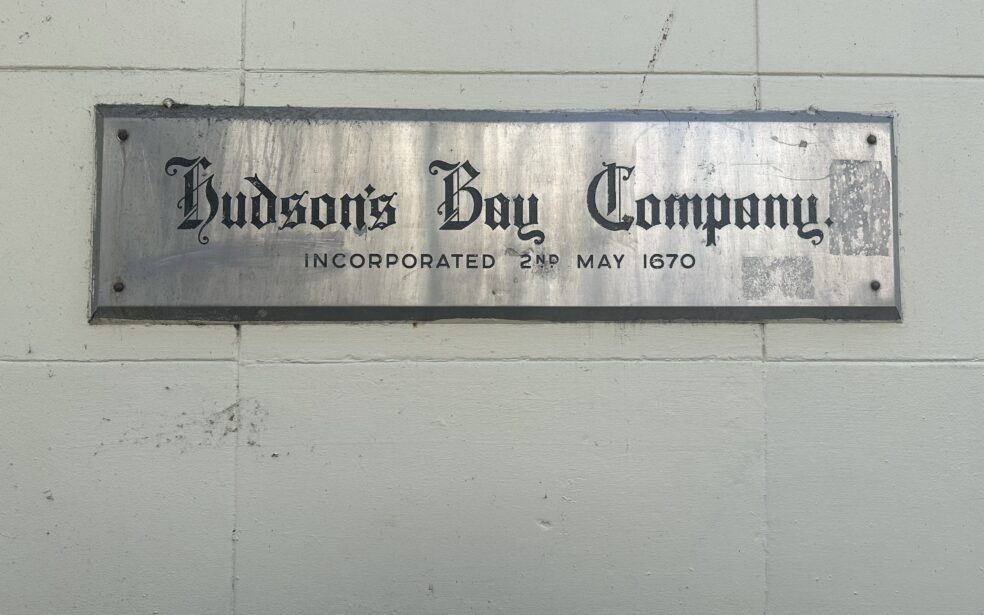 Hudson's Bay Company.
INCORPORATED 2ND MAY 1670